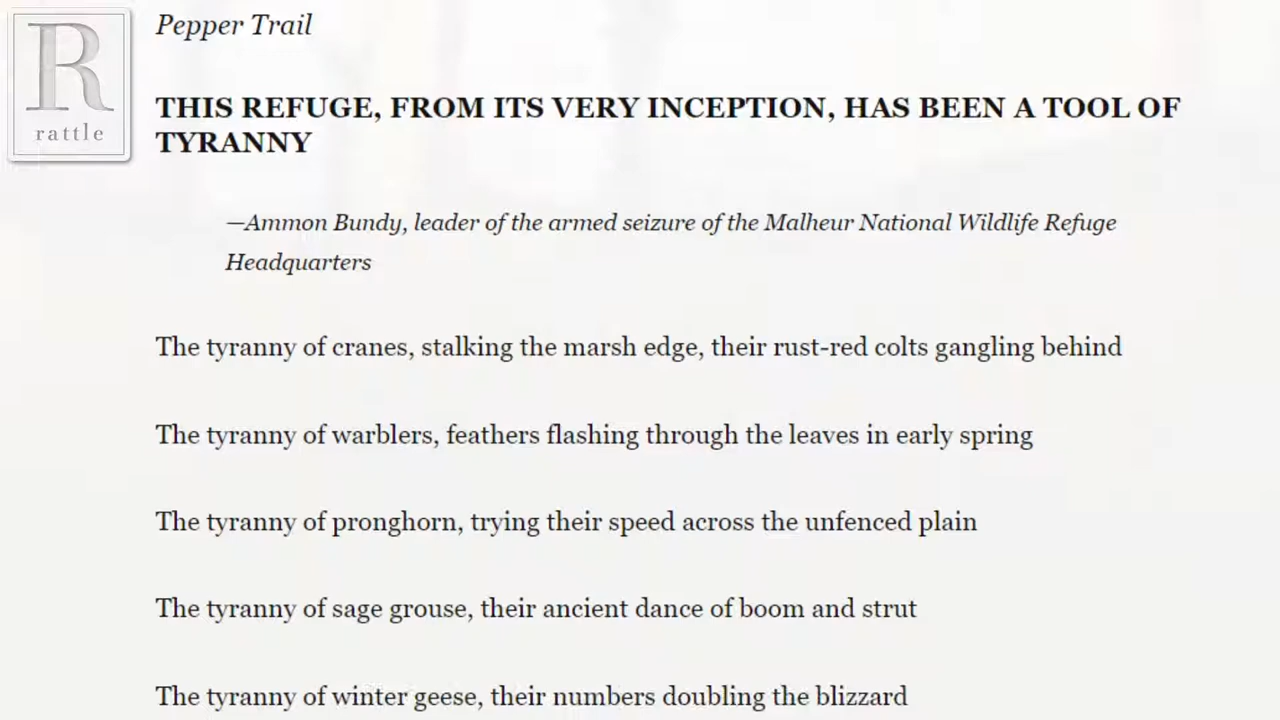 R
rattle
Pepper Trail
THIS REFUGE, FROM ITS VERY INCEPTION, HAS BEEN A TOOL OF
TYRANNY
—Ammon Bundy, leader of the armed seizure of the Malheur National Wildlife Refuge
Headquarters
The tyranny of cranes, stalking the marsh edge, their rust-red colts gangling behind
The tyranny of warblers, feathers flashing through the leaves in early spring
The tyranny of pronghorn, trying their speed across the unfenced plain
The tyranny of sage grouse, their ancient dance of boom and strut
The tyranny of winter geese, their numbers doubling the blizzard